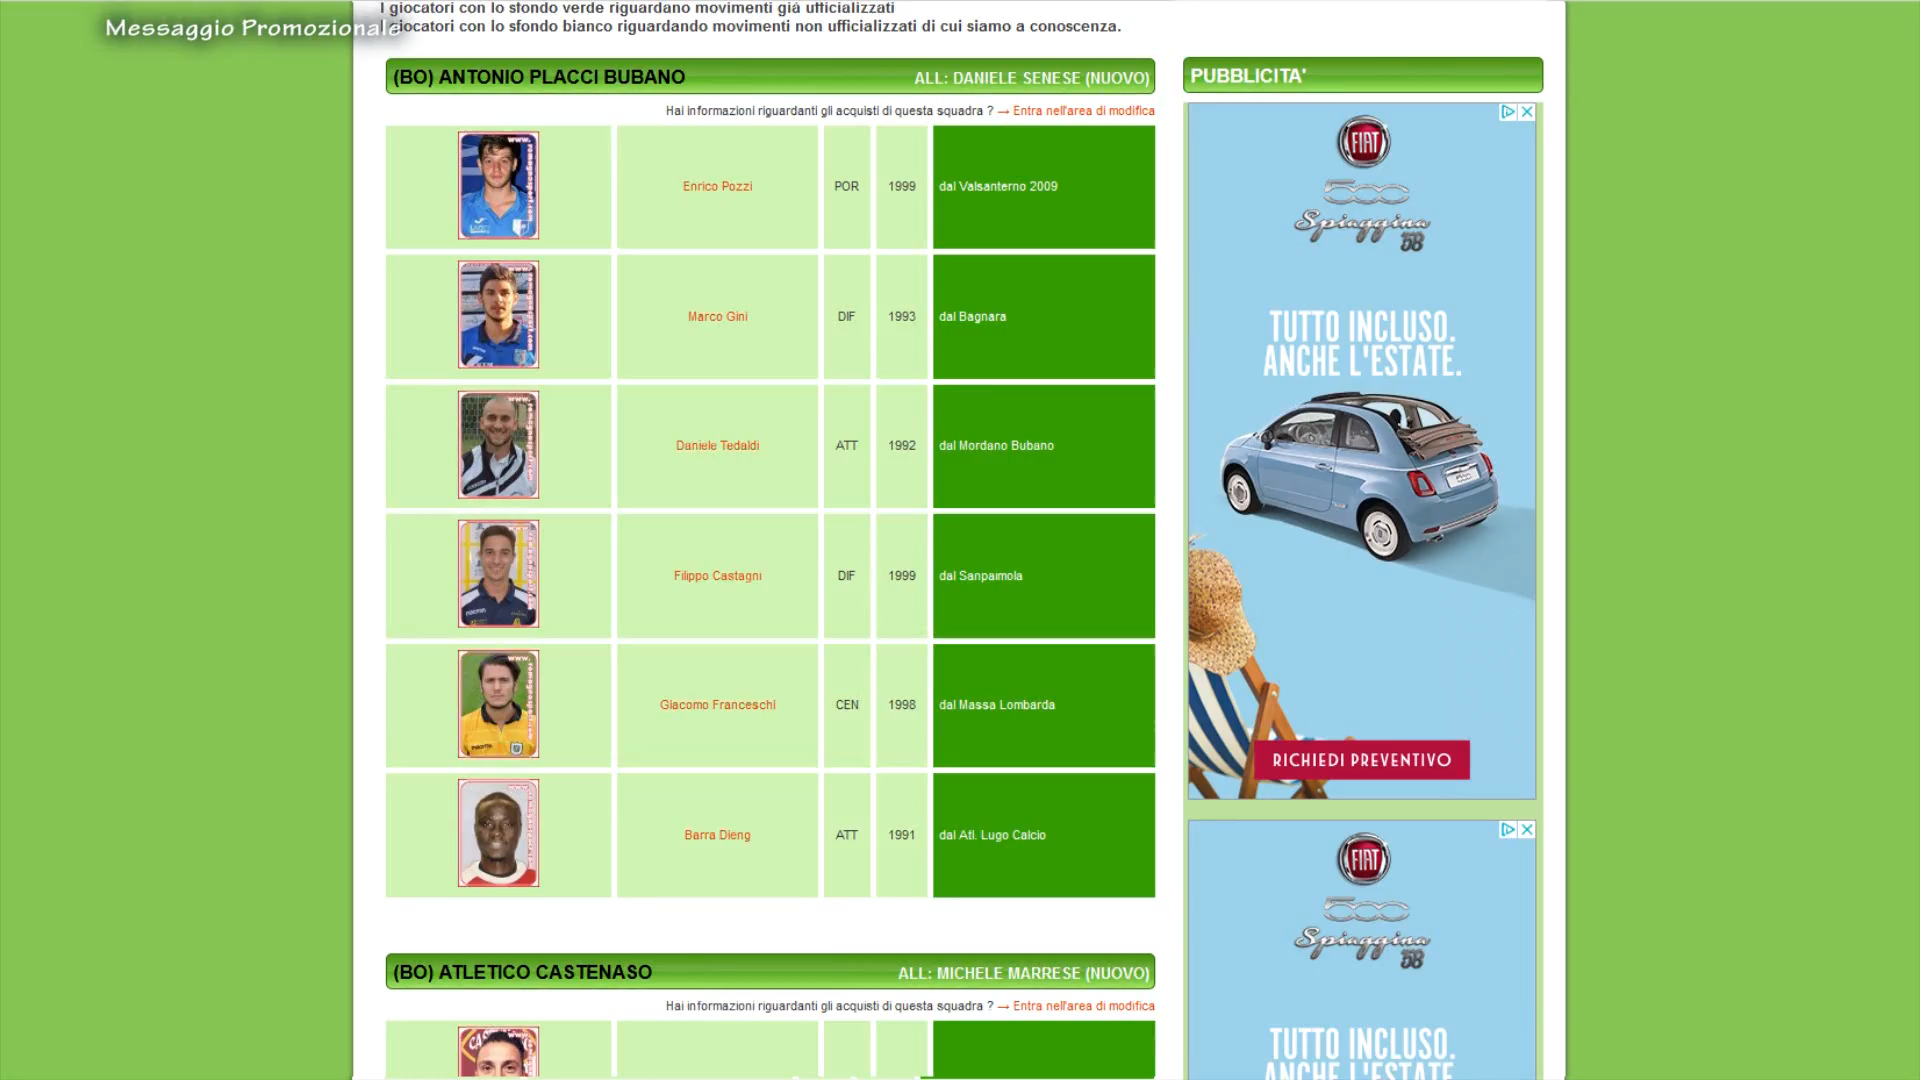 I giocatori con lo sfondo verde riguardano movimenti già ufficializzati
giocatori con lo sfondo bianco riguardando movimenti non ufficializzati di cui siamo a conoscenza.
Messaggio Promozionale
(BO) ANTONIO PLACCI BUBANO ALL: DANIELE SENESE (NUOVO)
Hai informazioni riguardanti gli acquisti di questa squadra ? → Entra nell'area di modifica
Enrico Pozzi POR 1999 dal Valsanterno 2009
Marco Gini DIF 1993 dal Bagnara
Daniele Tedaldi ATT 1992 dal Mordano Bubano
Filippo Castagni DIF 1999 dal Sanpaimola
Giacomo Franceschi CEN 1998 dal Massa Lombarda
Barra Dieng ATT 1991 dal Atl. Lugo Calcio
(BO) ATLETICO CASTENASO ALL: MICHELE MARRESE (NUOVO)
Hai informazioni riguardanti gli acquisti di questa squadra ? → Entra nell'area di modifica
PUBBLICITA'
FIAT
500
Spiaggina
'58
TUTTO INCLUSO.
ANCHE L'ESTATE.
RICHIEDI PREVENTIVO
FIAT
500
Spiaggina
'58
TUTTO INCLUSO.
ANCHE L'ESTATE.